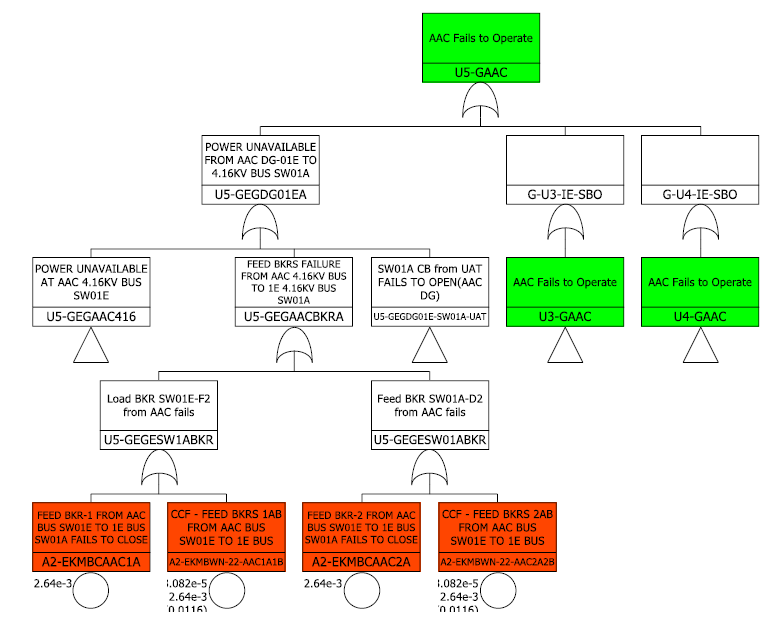 AAC Fails to Operate
U5-GAAC
POWER UNAVAILABLE
FROM AAC DG-01E TO
4.16KV BUS SW01A
U5-GEGDG01EA
G-U3-IE-SBO
G-U4-IE-SBO
POWER UNAVAILABLE
AT AAC 4.16KV BUS
SW01E
U5-GEGAAC416
FEED BKRS FAILURE
FROM AAC 4.16KV BUS
TO 1E 4.16KV BUS
SW01A
U5-GEGAACBKRA
SW01A CB from UAT
FAILS TO OPEN(AAC
DG)
U5-GEGDG01E-SW01A-UAT
AAC Fails to Operate
U3-GAAC
AAC Fails to Operate
U4-GAAC
Load BKR SW01E-F2
from AAC fails
U5-GEGESW1ABKR
Feed BKR SW01A-D2
from AAC fails
U5-GEGESW01ABKR
FEED BKR-1 FROM AAC
BUS SW01E TO 1E BUS
SW01A FAILS TO CLOSE
A2-EKMBCAAC1A
2.64e-3
CCF - FEED BKRS 1AB
FROM AAC BUS
SW01E TO 1E BUS
A2-EKMBWN-22-AAC1A1B
.082e-5
2.64e-3
0.0116)
FEED BKR-2 FROM AAC
BUS SW01E TO 1E BUS
SW01A FAILS TO CLOSE
A2-EKMBCAAC2A
2.64e-3
CCF - FEED BKRS 2AB
FROM AAC BUS
SW01E TO 1E BUS
A2-EKMBWN-22-AAC2A2B
.082e-5
2.64e-3
0.0116)